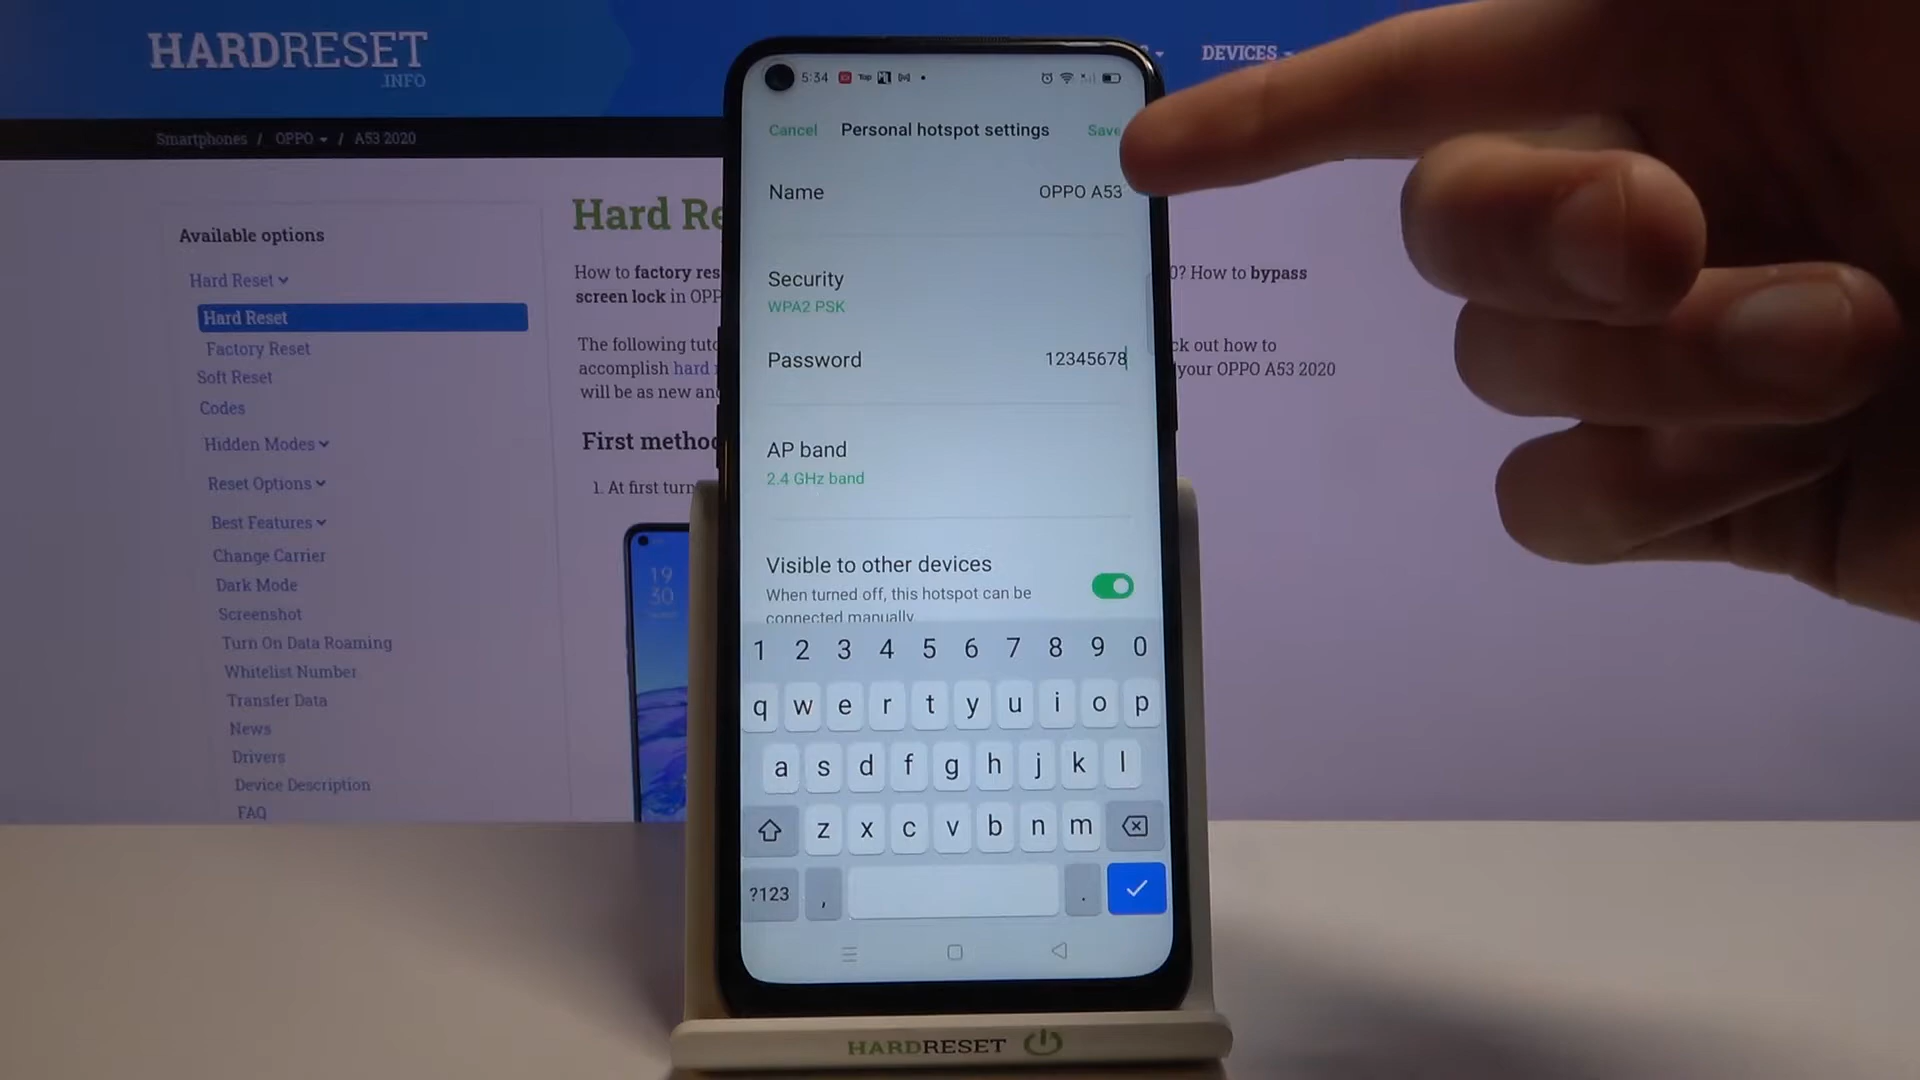 HARDRESET
.INFO
DEVICES
Smartphones / OPPO / A53 2020
Available options
Hard Reset
Hard Reset
Factory Reset
Soft Reset
Codes
Hidden Modes
Reset Options
Best Features
Change Carrier
Dark Mode
Screenshot
Turn On Data Roaming
Whitelist Number
Transfer Data
News
Drivers
Device Description
FAQ
Hard Re
How to factory res 0? How to bypass
screen lock in OPP
The following tuto ck out how to
accomplish hard your OPPO A53 2020
will be as new an
First metho
1. At first turn
19
30
5:34 Top
Cancel Personal hotspot settings Save
Name OPPO A53
Security
WPA2 PSK
Password 12345678
AP band
2.4 GHz band
Visible to other devices
When turned off, this hotspot can be
connected manually
1 2 3 4 5 6 7 8 9 0
q w e r t y u i o p
a s d f g h j k l
z x c v b n m
?123 , .
HARDRESET